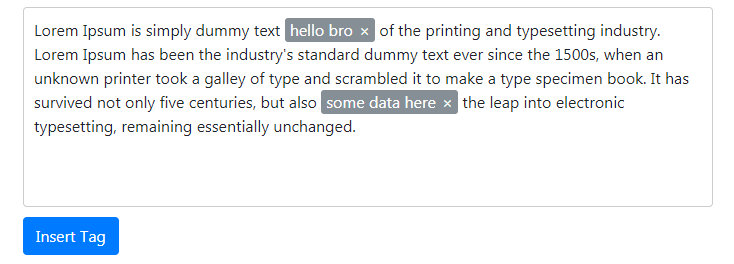 Lorem Ipsum is simply dummy text hello bro × of the printing and typesetting industry.
Lorem Ipsum has been the industry's standard dummy text ever since the 1500s, when an
unknown printer took a galley of type and scrambled it to make a type specimen book. It has
survived not only five centuries, but also some data here × the leap into electronic
typesetting, remaining essentially unchanged.
Insert Tag